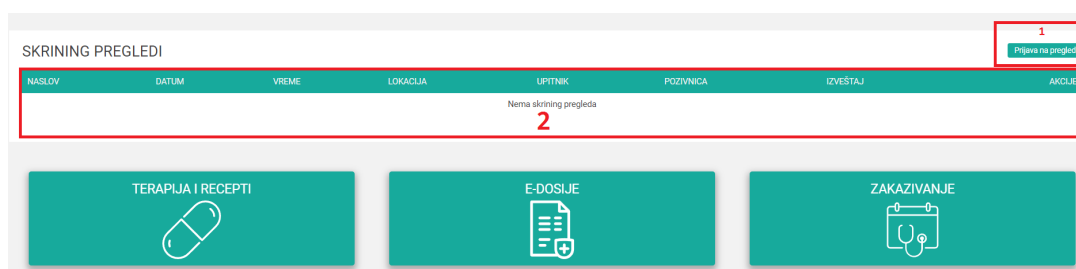 1
SKRINING PREGLEDI
Prijava na pregled
NASLOV DATUM VREME LOKACIJA UPITNIK POZIVNICA IZVEŠTAJ AKCIJE
Nema skrining pregleda
2
TERAPIJA I RECEPTI E-DOSIJE ZAKAZIVANJE